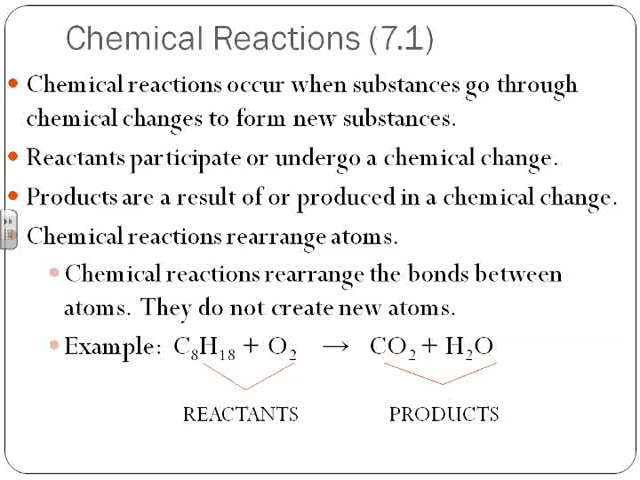 Chemical Reactions (7.1)
• Chemical reactions occur when substances go through
chemical changes to form new substances.
• Reactants participate or undergo a chemical change.
• Products are a result of or produced in a chemical change.
Chemical reactions rearrange atoms.
• Chemical reactions rearrange the bonds between
atoms. They do not create new atoms.
• Example: C₈H₁₈ + O₂ → CO₂ + H₂O
REACTANTS PRODUCTS